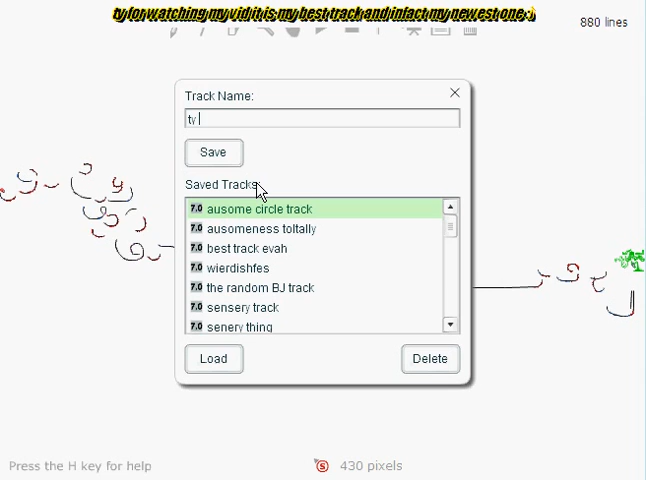 ty for watching my vid it is my best track and infact my newest one :)
880 lines
Track Name:
ty
Save
Saved Tracks:
7.0 ausome circle track
7.0 ausomeness toltally
7.0 best track evah
7.0 wierdishfes
7.0 the random BJ track
7.0 sensery track
7.0 senery thing
Load
Delete
Press the H key for help
430 pixels